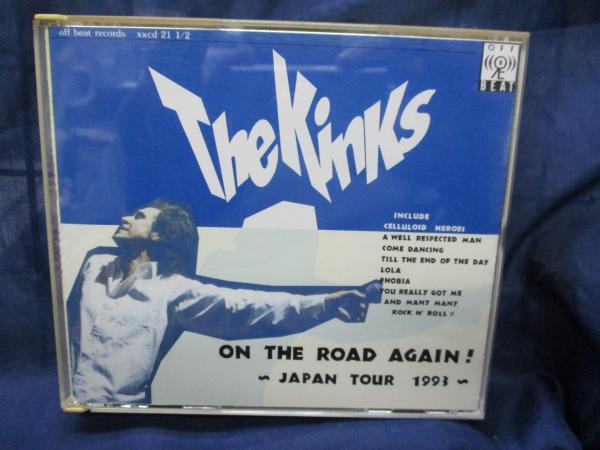 off beat records xxcd 21 1/2
OFF
BEAT
The Kinks
INCLUDE
CELLULOID HEROES
A WELL RESPECTED MAN
COME DANCING
TILL THE END OF THE DAY
LOLA
PHOBIA
YOU REALLY GOT ME
AND MANY MANY
ROCK N' ROLL !!
ON THE ROAD AGAIN!
~ JAPAN TOUR 1993 ~